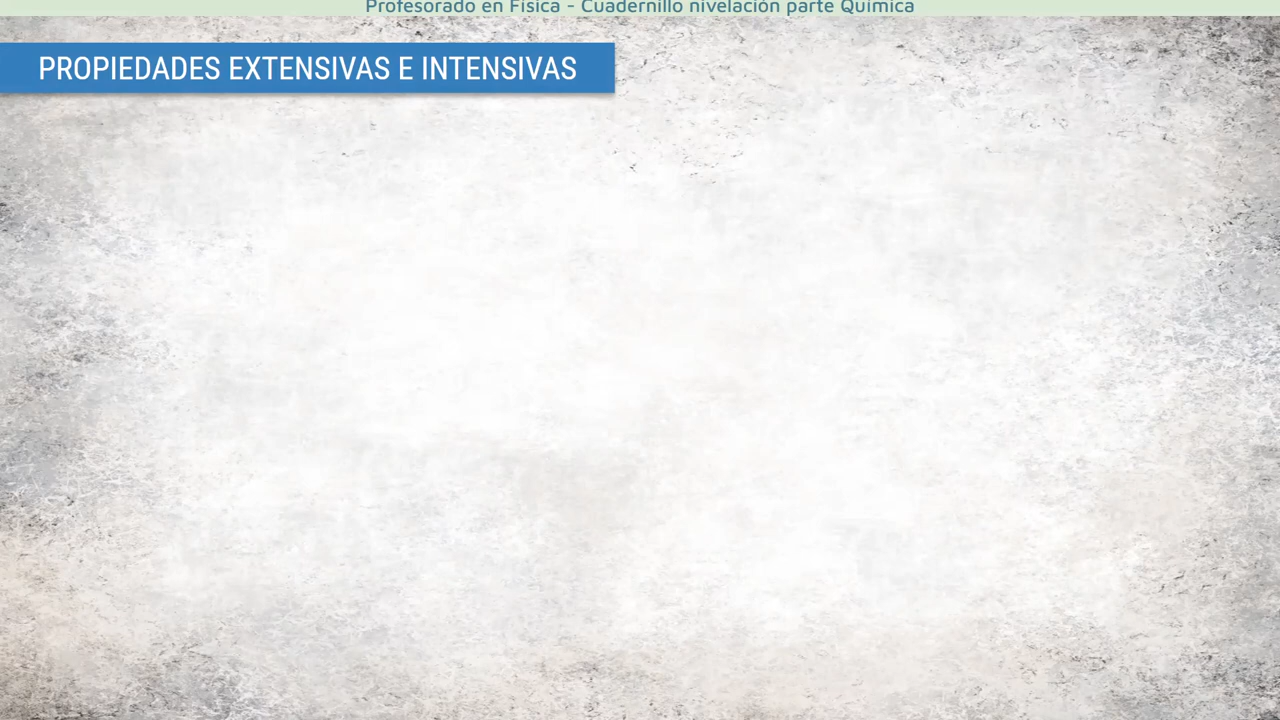 Profesorado en Física - Cuadernillo nivelación parte Química
PROPIEDADES EXTENSIVAS E INTENSIVAS